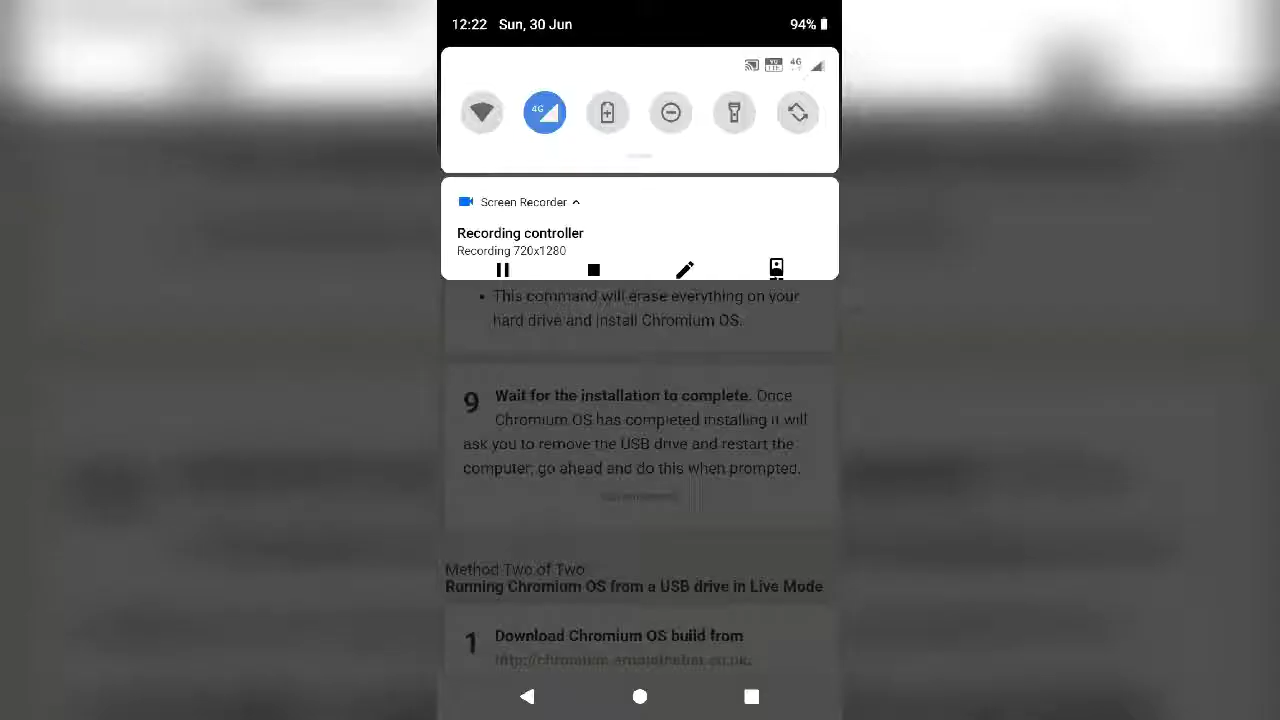 12:22 Sun, 30 Jun 94%
4G
4G
Screen Recorder
Recording controller
Recording 720x1280
• This command will erase everything on your
hard drive and install Chromium OS.
9 Wait for the installation to complete. Once
Chromium OS has completed installing it will
ask you to remove the USB drive and restart the
computer; go ahead and do this when prompted.
Method Two of Two
Running Chromium OS from a USB drive in Live Mode
1 Download Chromium OS build from